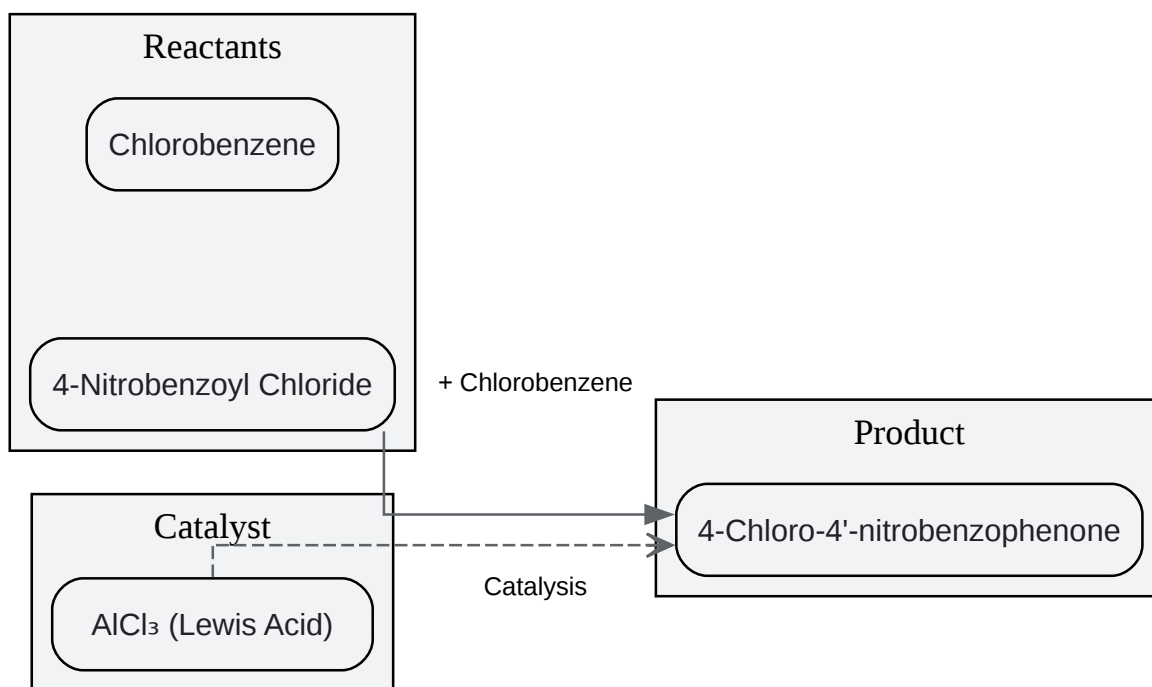 Reactants
Chlorobenzene
4-Nitrobenzoyl Chloride
+ Chlorobenzene
Product
4-Chloro-4'-nitrobenzophenone
Catalyst
Catalysis
AlCl₃ (Lewis Acid)